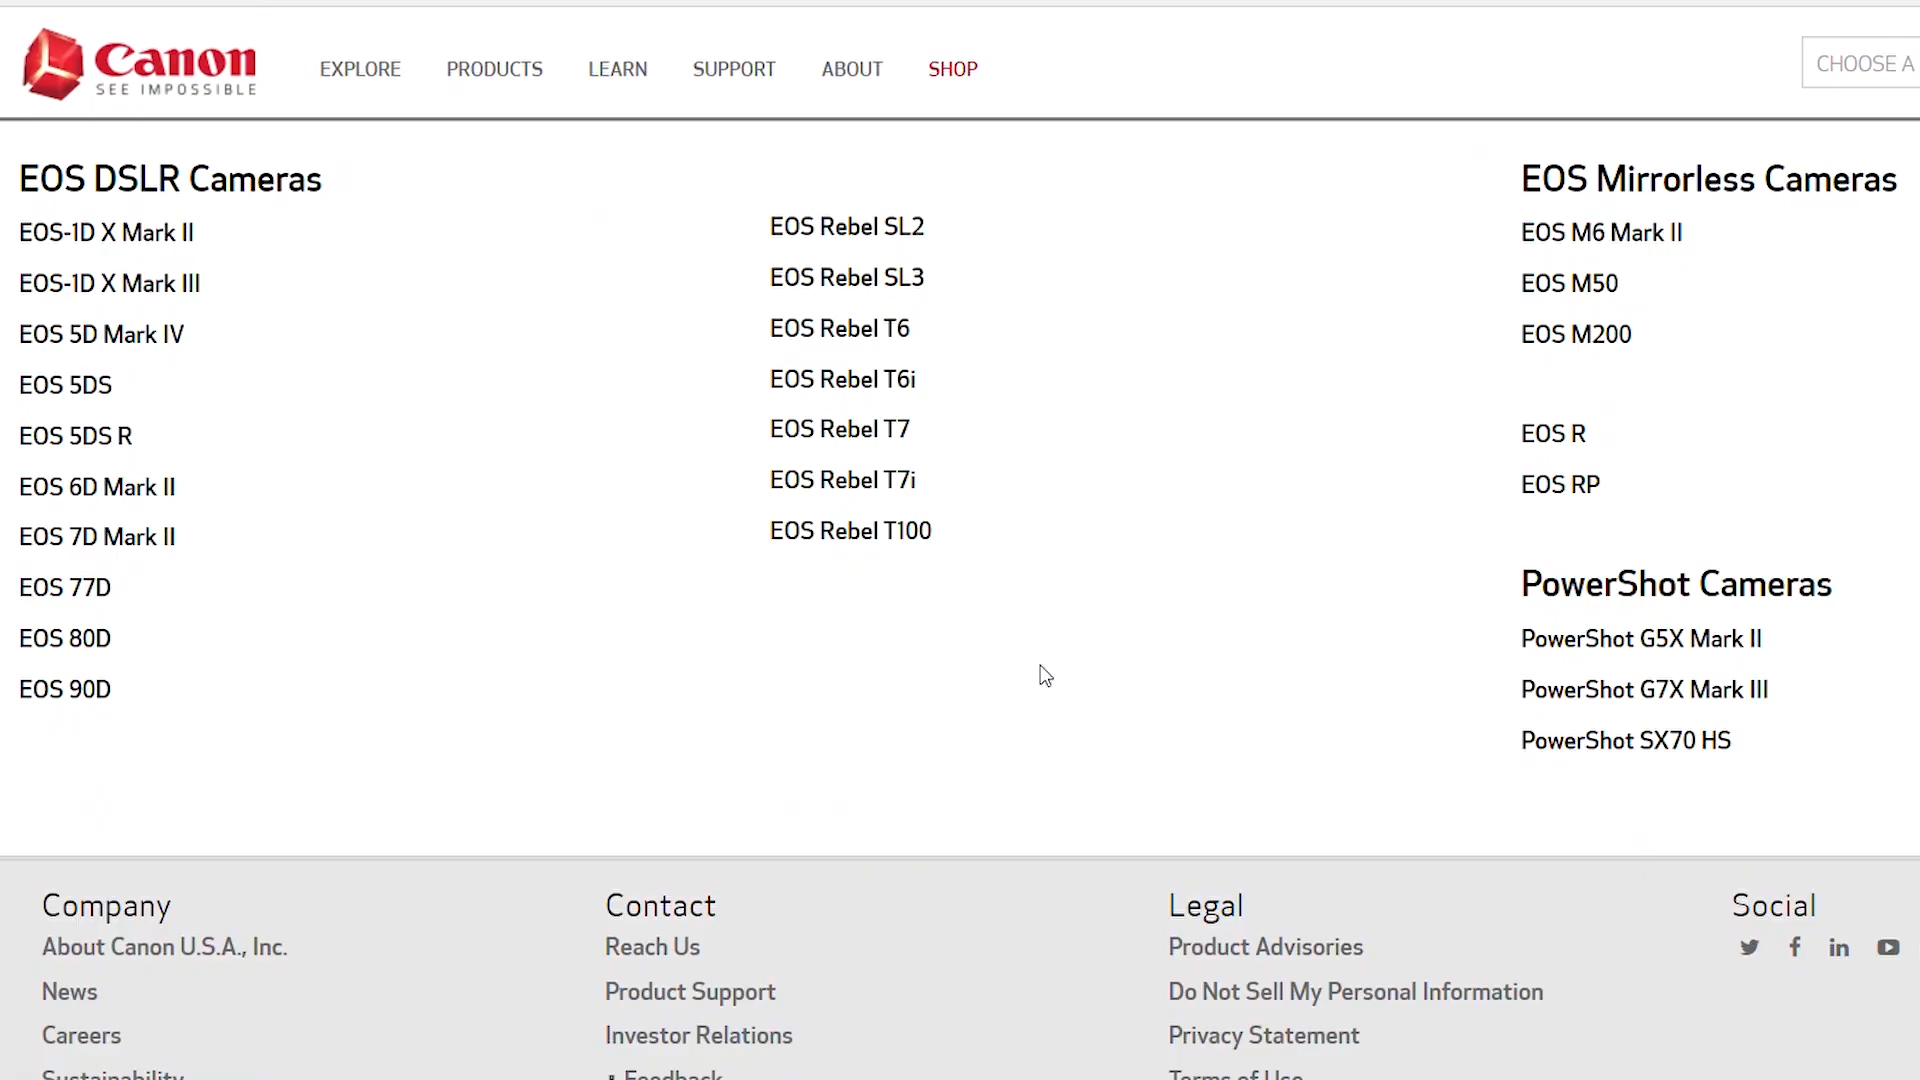 Canon
SEE IMPOSSIBLE
EXPLORE
PRODUCTS
LEARN
SUPPORT
ABOUT
SHOP
CHOOSE A
EOS DSLR Cameras
EOS-1D X Mark II
EOS-1D X Mark III
EOS 5D Mark IV
EOS 5DS
EOS 5DS R
EOS 6D Mark II
EOS 7D Mark II
EOS 77D
EOS 80D
EOS 90D
EOS Rebel SL2
EOS Rebel SL3
EOS Rebel T6
EOS Rebel T6i
EOS Rebel T7
EOS Rebel T7i
EOS Rebel T100
EOS Mirrorless Cameras
EOS M6 Mark II
EOS M50
EOS M200
EOS R
EOS RP
PowerShot Cameras
PowerShot G5X Mark II
PowerShot G7X Mark III
PowerShot SX70 HS
Company
About Canon U.S.A., Inc.
News
Careers
Sustainability
Contact
Reach Us
Product Support
Investor Relations
Feedback
Legal
Product Advisories
Do Not Sell My Personal Information
Privacy Statement
Terms of Use
Social